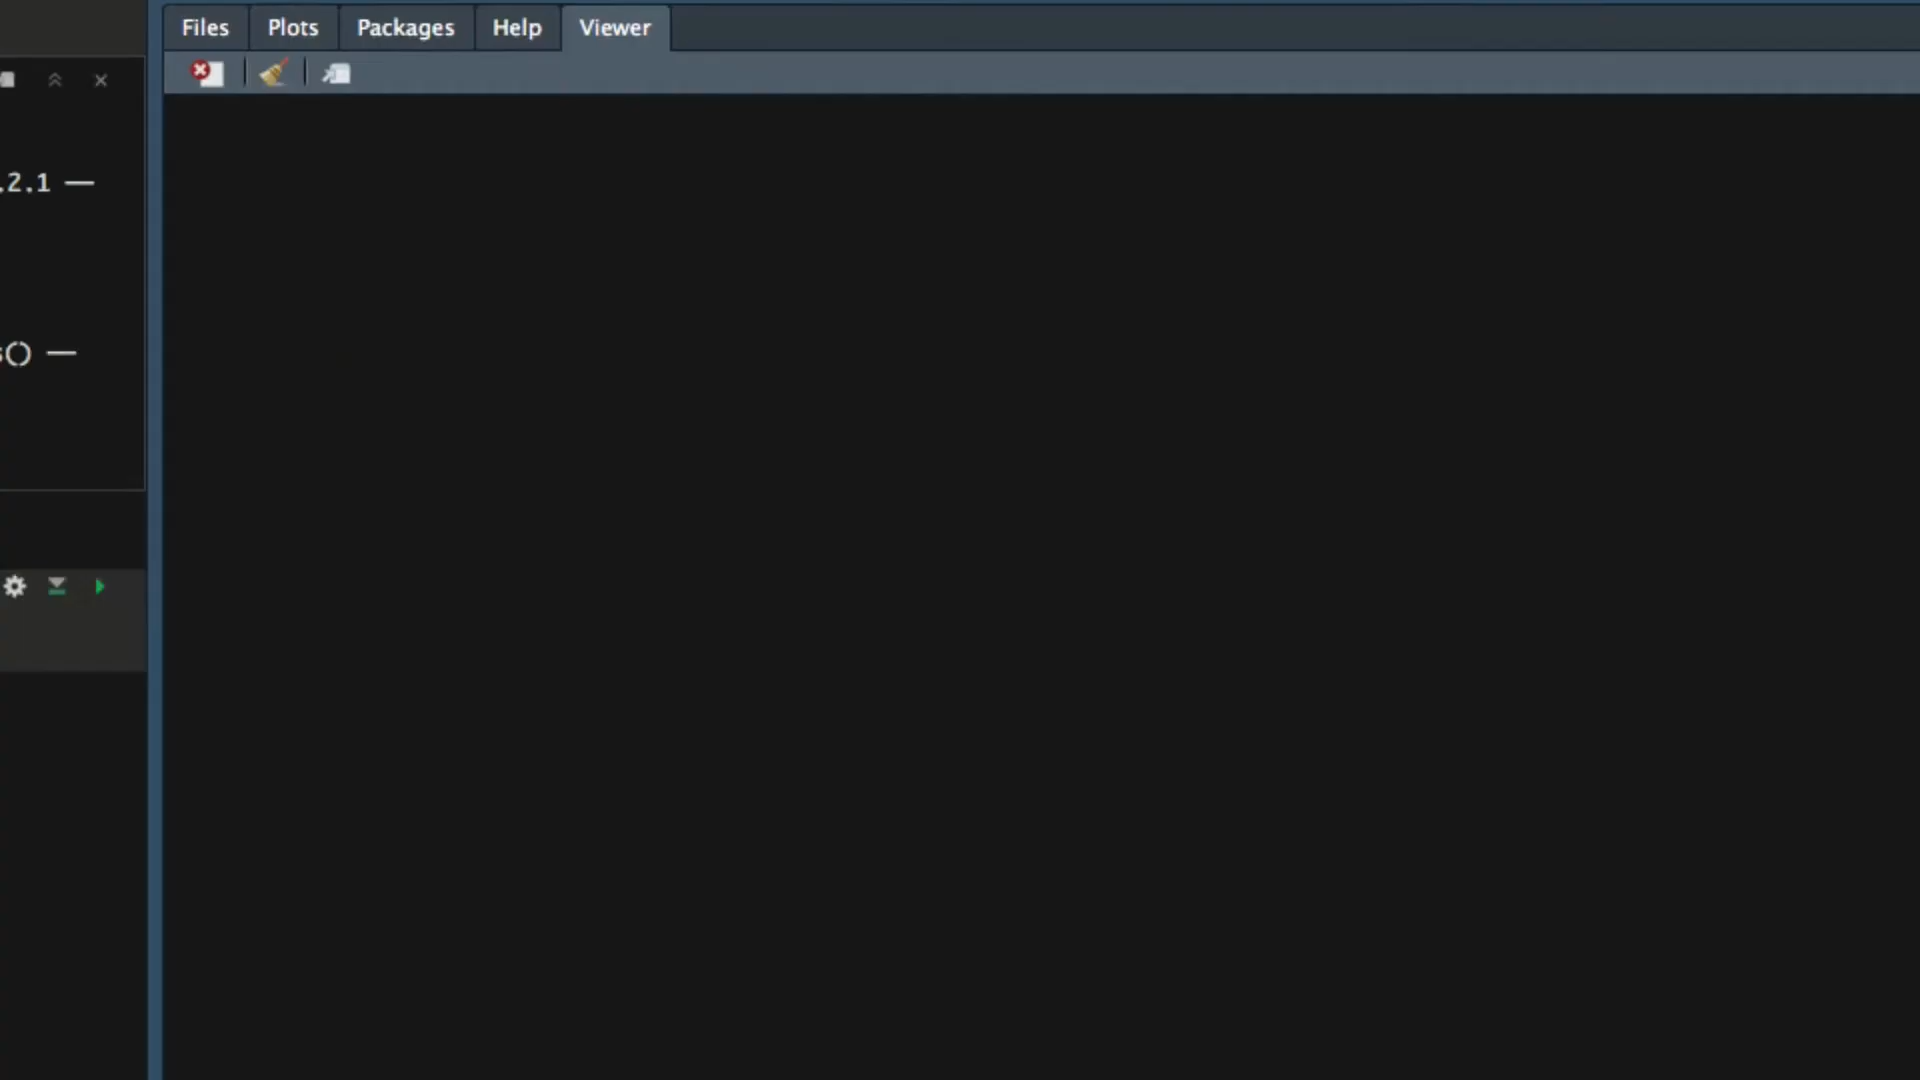 Files Plots Packages Help Viewer
.2.1 —
() —